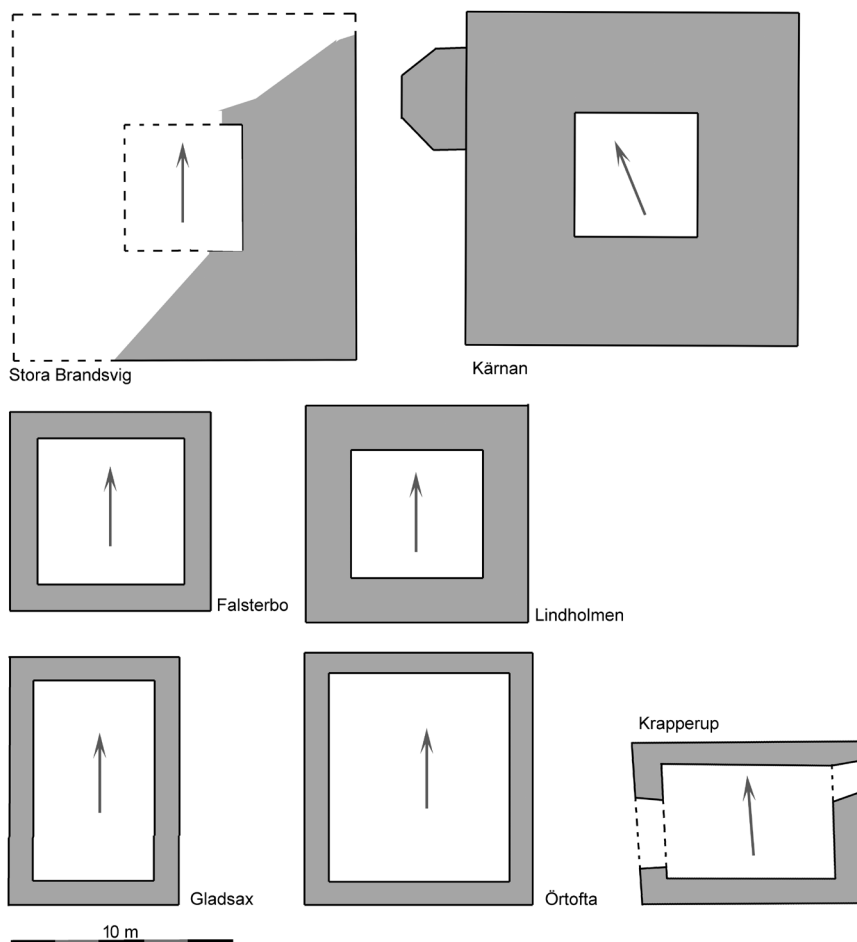 Stora Brandsvig
Kärnan
Falsterbo
Lindholmen
Krapperup
Gladsax
Örtofta
10 m